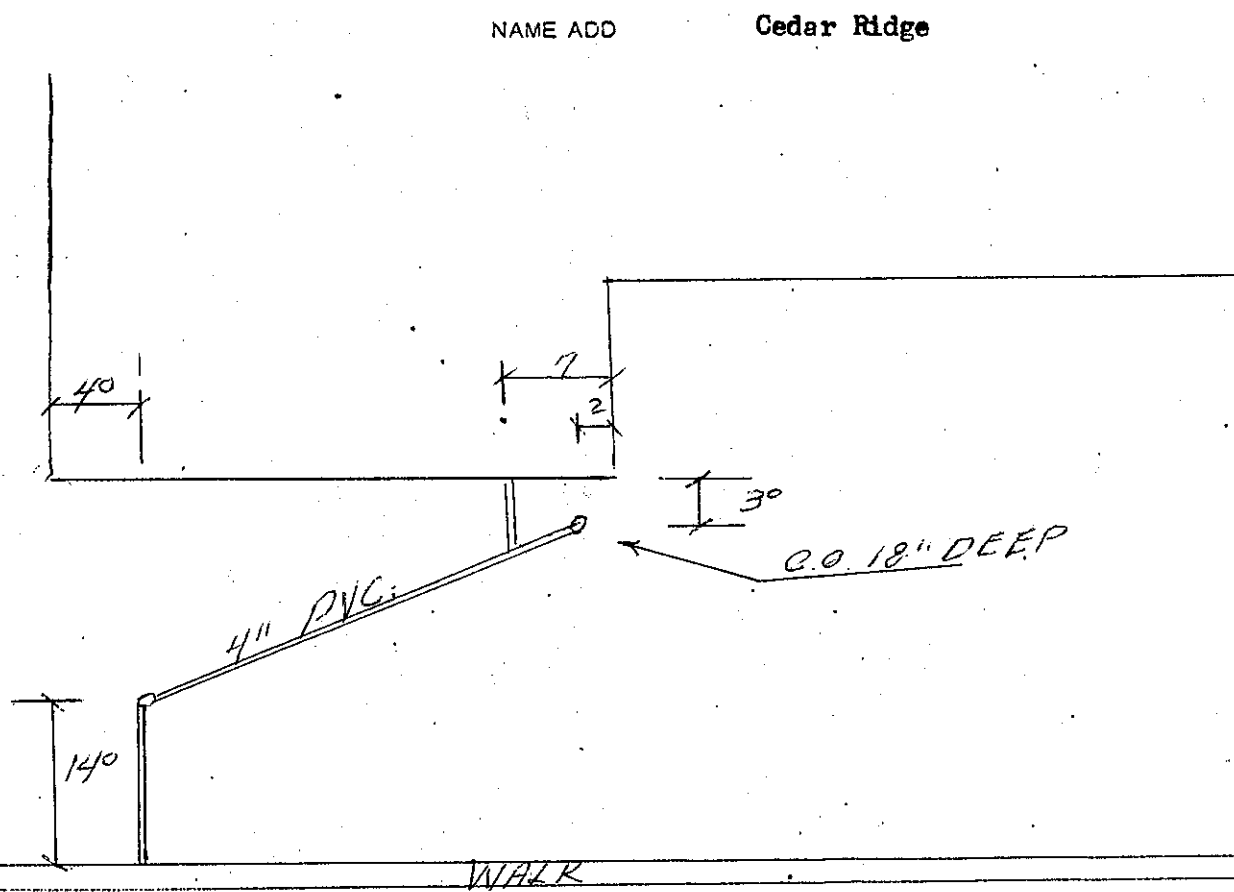 NAME ADD Cedar Ridge
7
4⁰
2
3⁰
C.O. 18" DEEP
4" PVC.
14⁰
WALK